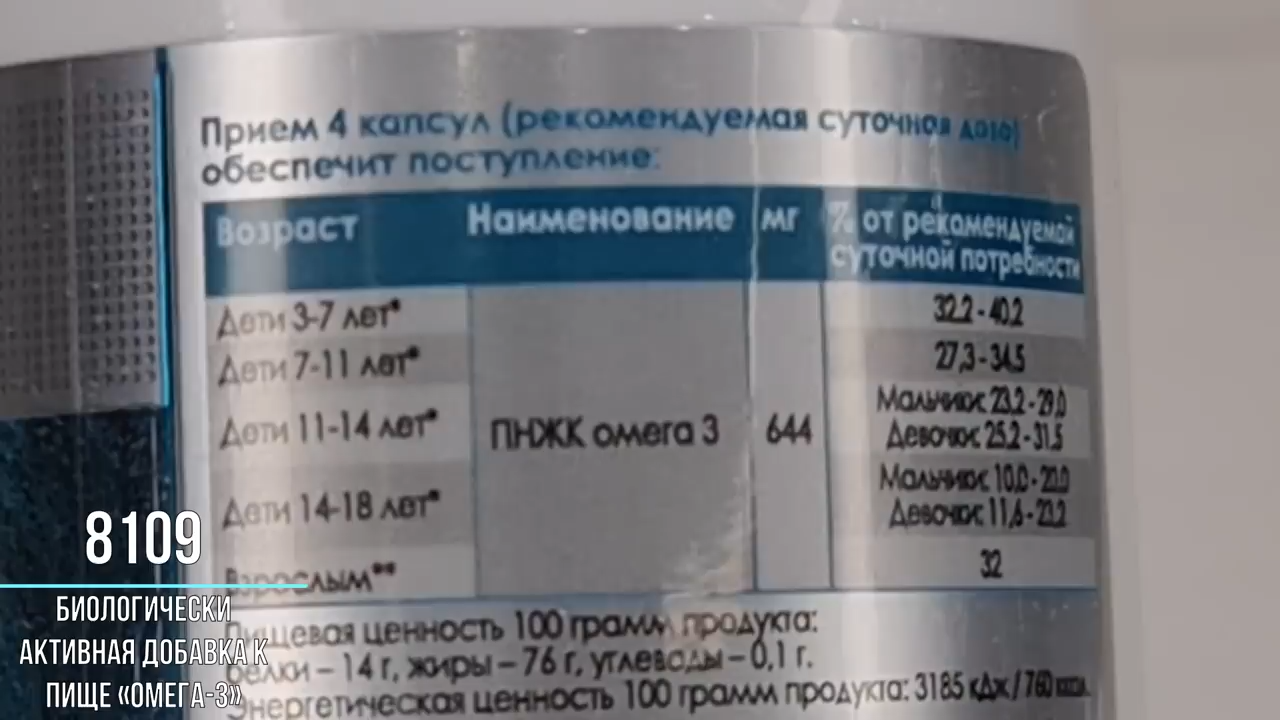 Прием 4 капсул (рекомендуемая суточная доза)
обеспечит поступление:
Возраст Наименование мг % от рекомендуемой суточной потребности
Дети 3-7 лет* 32.2 - 40.2
Дети 7-11 лет* 27,3 - 34.5
Дети 11-14 лет* ПНЖК омега 3 644 Мальчики: 23.2 - 29.0
Девочки: 25.2 - 31.5
Дети 14-18 лет* Мальчики: 10.0 - 20.0
Девочки: 11,6 - 23.2
Взрослым** 32
Пищевая ценность 100 грамм продукта:
белки – 14 г, жиры – 76 г, углеводы – 0,1 г.
Энергетическая ценность 100 грамм продукта: 3185 кДж / 760 ккал.
8109
БИОЛОГИЧЕСКИ
АКТИВНАЯ ДОБАВКА К
ПИЩЕ «ОМЕГА-3»